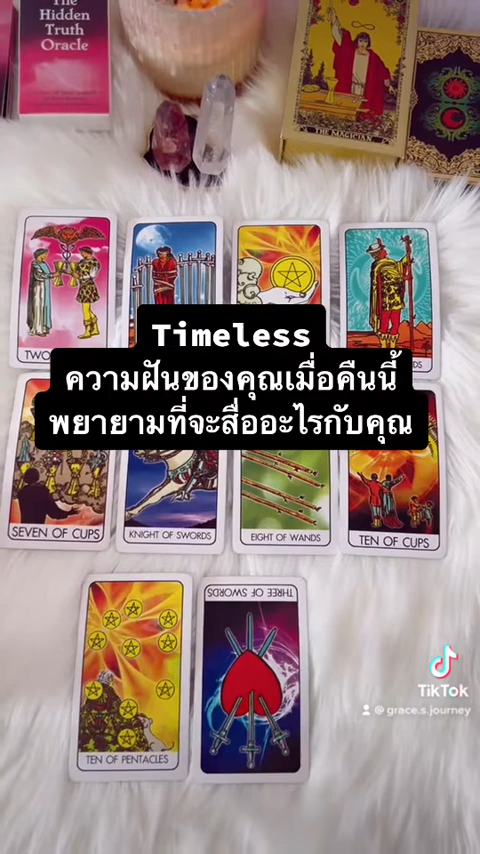 The
Hidden
Truth
Oracle
THE MAGICIAN
TWO
DS
Timeless
ความฝันของคุณเมื่อคืนนี้
พยายามที่จะสื่ออะไรกับคุณ
SEVEN OF CUPS
KNIGHT OF SWORDS
EIGHT OF WANDS
TEN OF CUPS
THREE OF SWORDS
TEN OF PENTACLES
TikTok
@ grace.s.journey